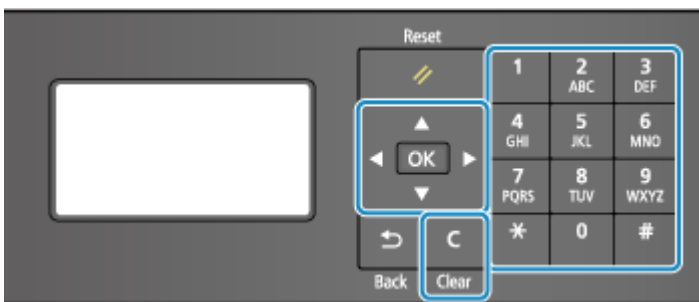 Reset
1
2
ABC
3
DEF
4
GHI
5
JKL
6
MNO
OK
7
PQRS
8
TUV
9
WXYZ
C
*
0
#
Back
Clear